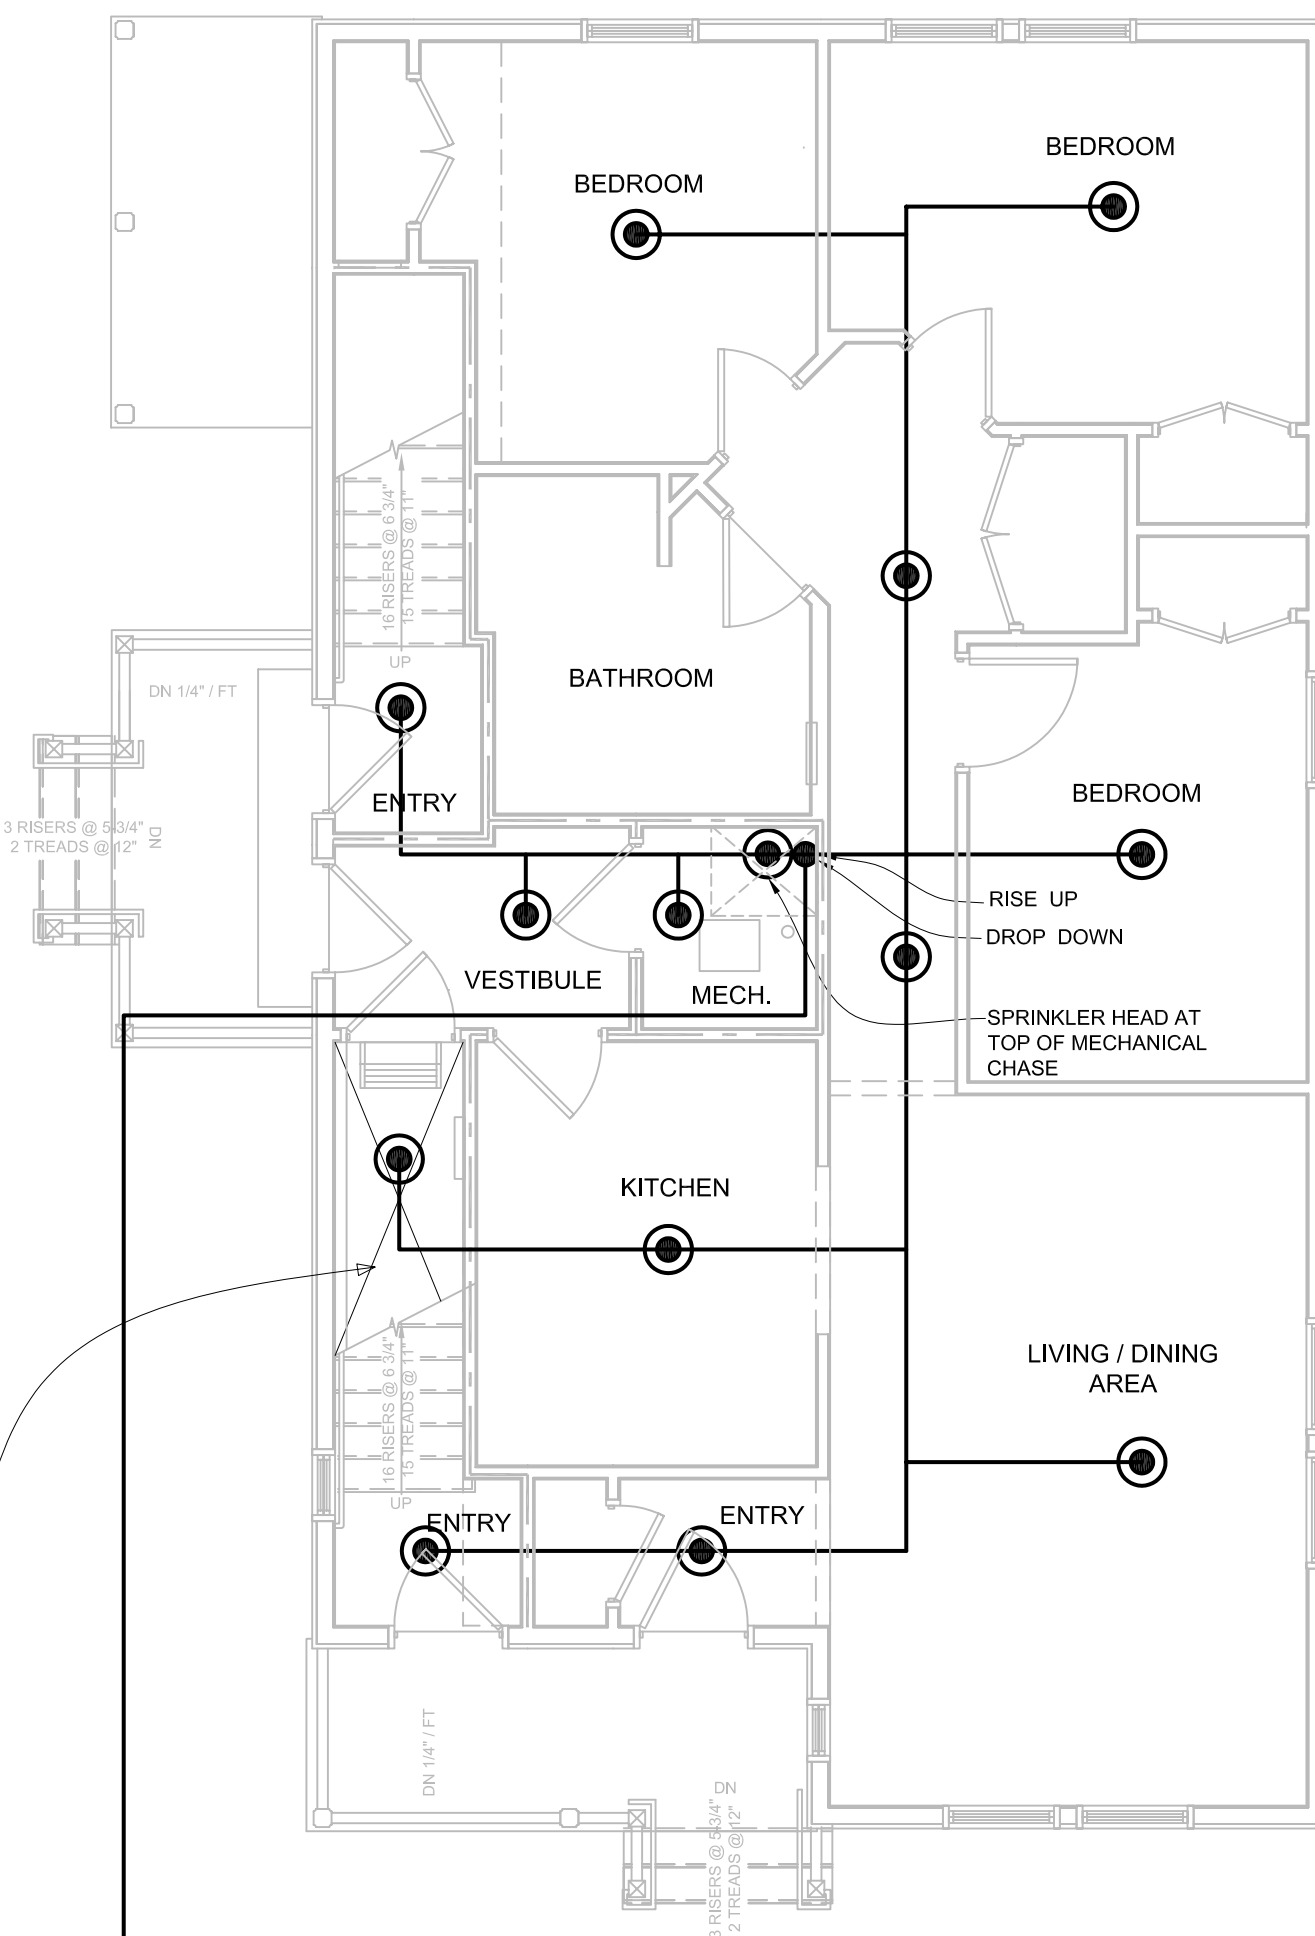 BEDROOM
BEDROOM
16 RISERS @ 6 3/4"
15 TREADS @ 11"
UP
BATHROOM
DN 1/4" / FT
BEDROOM
ENTRY
3 RISERS @ 5 3/4"
2 TREADS @ 12"
DN
RISE UP
DROP DOWN
VESTIBULE
MECH.
SPRINKLER HEAD AT
TOP OF MECHANICAL
CHASE
KITCHEN
LIVING / DINING
AREA
16 RISERS @ 6 3/4"
15 TREADS @ 11"
UP
ENTRY
ENTRY
DN 1/4" / FT
DN
3 RISERS @ 5 3/4"
2 TREADS @ 12"